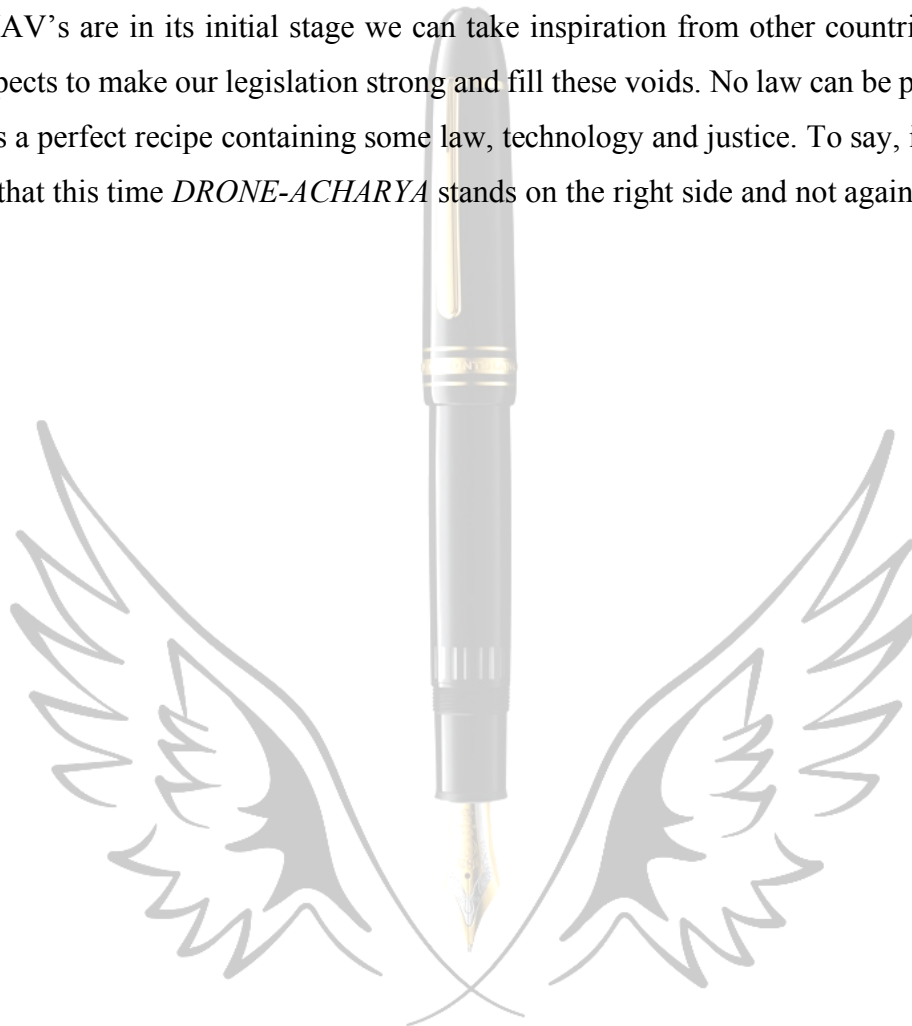 AV’s are in its initial stage we can take inspiration from other countri
pects to make our legislation strong and fill these voids. No law can be p
s a perfect recipe containing some law, technology and justice. To say, i
that this time DRONE-ACHARYA stands on the right side and not again